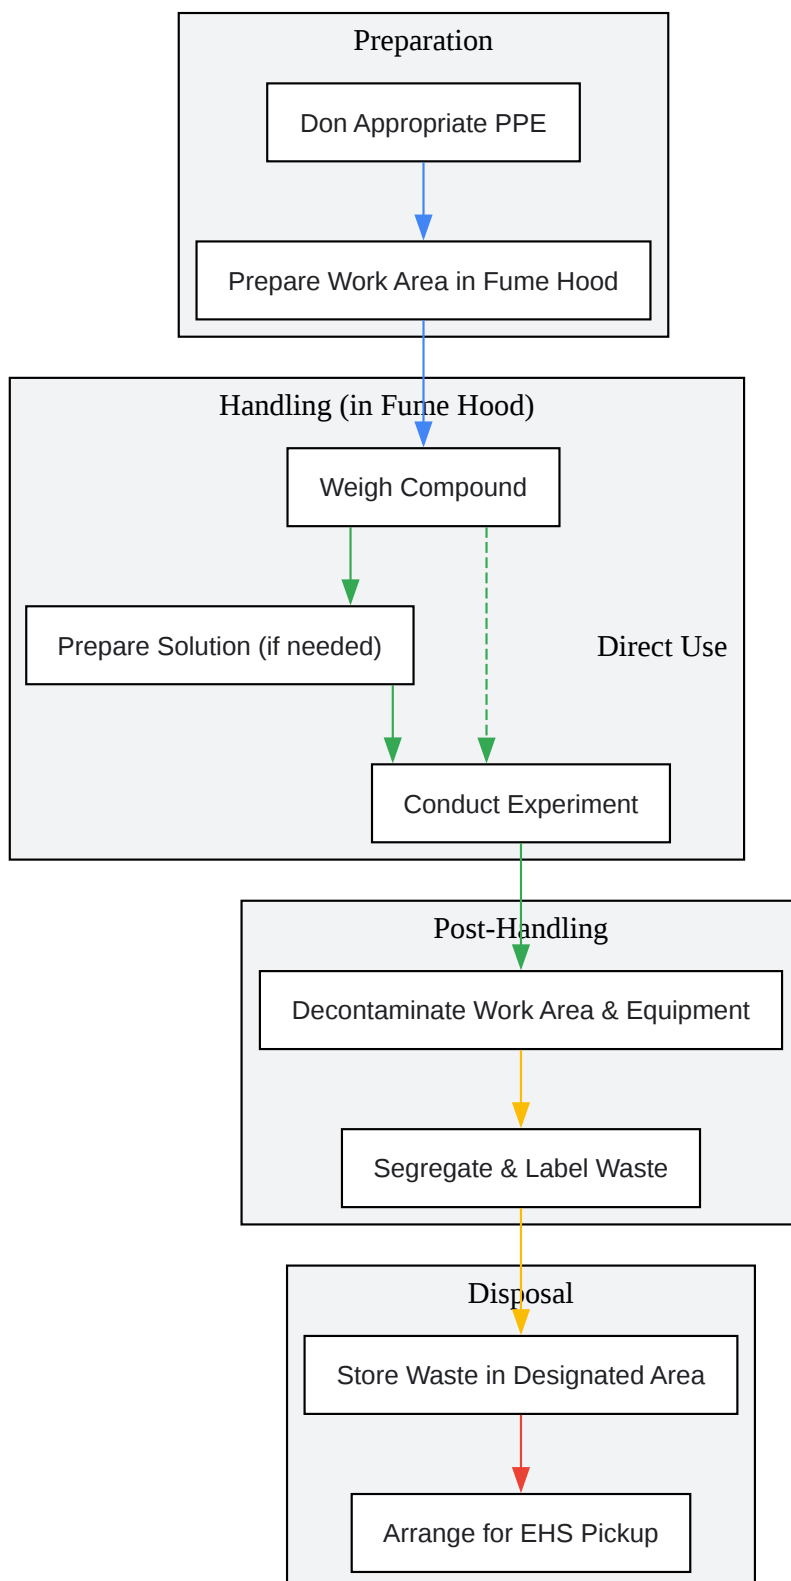 Preparation
Don Appropriate PPE
Prepare Work Area in Fume Hood
Handling (in Fume Hood)
Weigh Compound
Prepare Solution (if needed)
Direct Use
Conduct Experiment
Post-Handling
Decontaminate Work Area & Equipment
Segregate & Label Waste
Disposal
Store Waste in Designated Area
Arrange for EHS Pickup